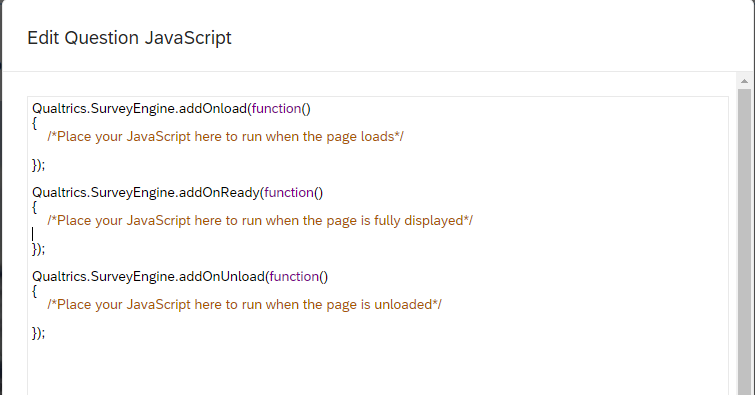 Edit Question JavaScript
Qualtrics.SurveyEngine.addOnload(function()
{
/*Place your JavaScript here to run when the page loads*/
});
Qualtrics.SurveyEngine.addOnReady(function()
{
/*Place your JavaScript here to run when the page is fully displayed*/
});
Qualtrics.SurveyEngine.addOnUnload(function()
{
/*Place your JavaScript here to run when the page is unloaded*/
});